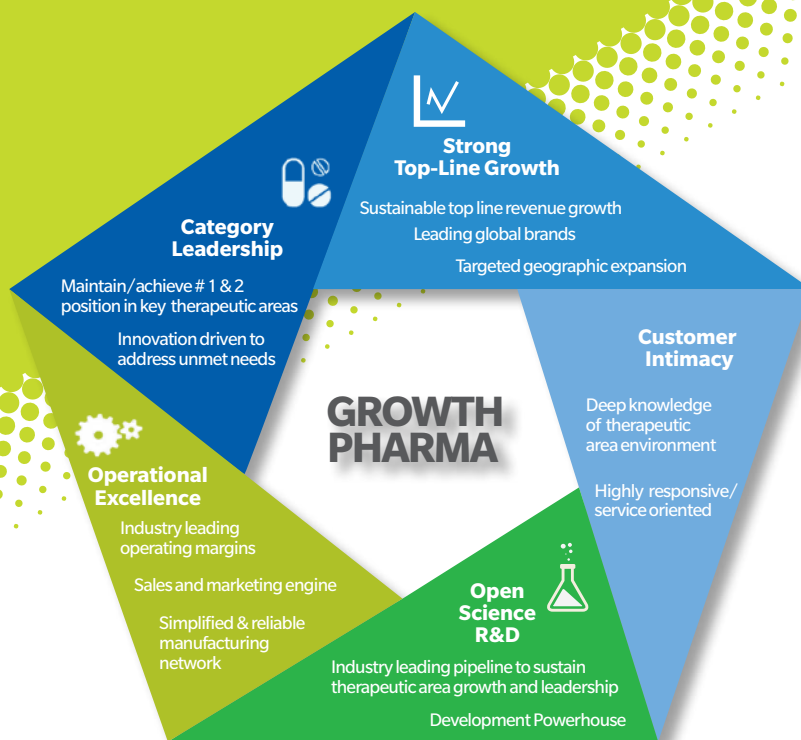 Strong
Top-Line Growth
Sustainable top line revenue growth
Leading global brands
Targeted geographic expansion
Category
Leadership
Maintain/achieve # 1 & 2
position in key therapeutic areas
Innovation driven to
address unmet needs
Customer
Intimacy
Deep knowledge
of therapeutic
area environment
Highly responsive/
service oriented
GROWTH
PHARMA
Operational
Excellence
Industry leading
operating margins
Sales and marketing engine
Simplified & reliable
manufacturing
network
Open
Science
R&D
Industry leading pipeline to sustain
therapeutic area growth and leadership
Development Powerhouse